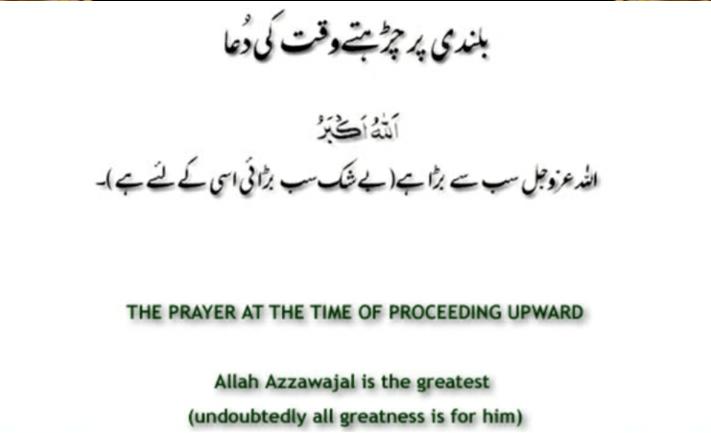 بلندی پر چڑھتے وقت کی دُعا
اَللهُ اَكْبَرُ
اللہ عزوجل سب سے بڑا ہے (بے شک سب بڑائی اسی کے لئے ہے)۔
THE PRAYER AT THE TIME OF PROCEEDING UPWARD
Allah Azzawajal is the greatest
(undoubtedly all greatness is for him)